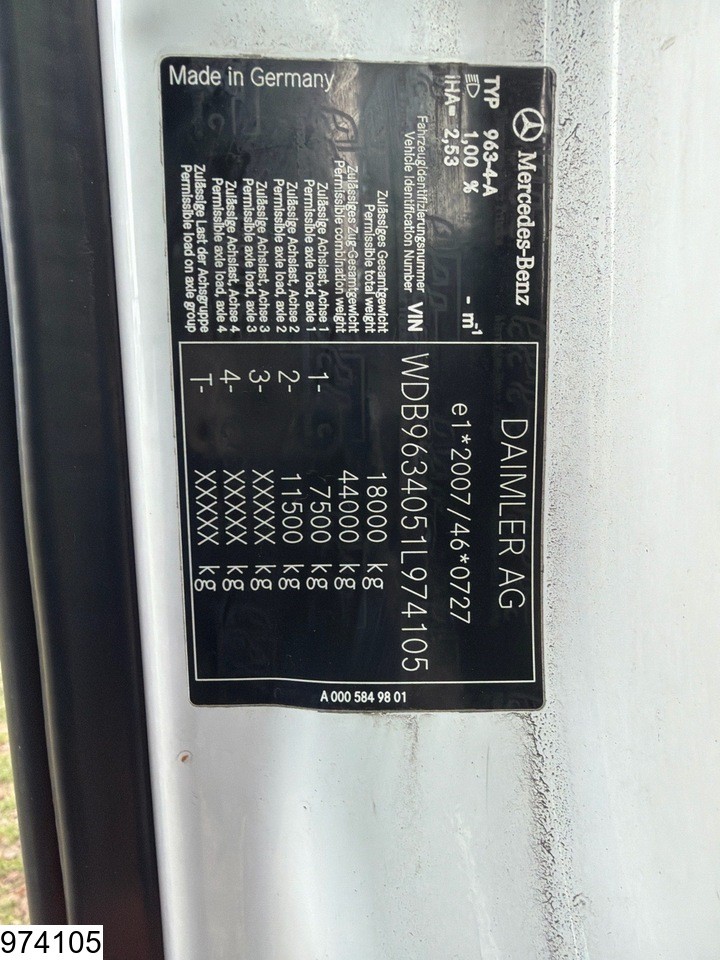 Mercedes-Benz
DAIMLER AG
TYP 963-4-A
1,00 % - m⁻¹
iHA= 2,53
e1*2007/46*0727
Fahrzeugidentifizierungsnummer
Vehicle Identification Number VIN WDB9634051L974105
Zulässiges Gesamtgewicht
Permissible total weight 18000 kg
Zulässiges Zug-Gesamtgewicht
Permissible combination weight 44000 kg
Zulässige Achslast, Achse 1
Permissible axle load, axle 1 1- 7500 kg
Zulässige Achslast, Achse 2
Permissible axle load, axle 2 2- 11500 kg
Zulässige Achslast, Achse 3
Permissible axle load, axle 3 3- XXXXX kg
Zulässige Achslast, Achse 4
Permissible axle load, axle 4 4- XXXXX kg
Zulässige Last der Achsgruppe
Permissible load on axle group T- XXXXX kg
Made in Germany
A 000 584 98 01
974105